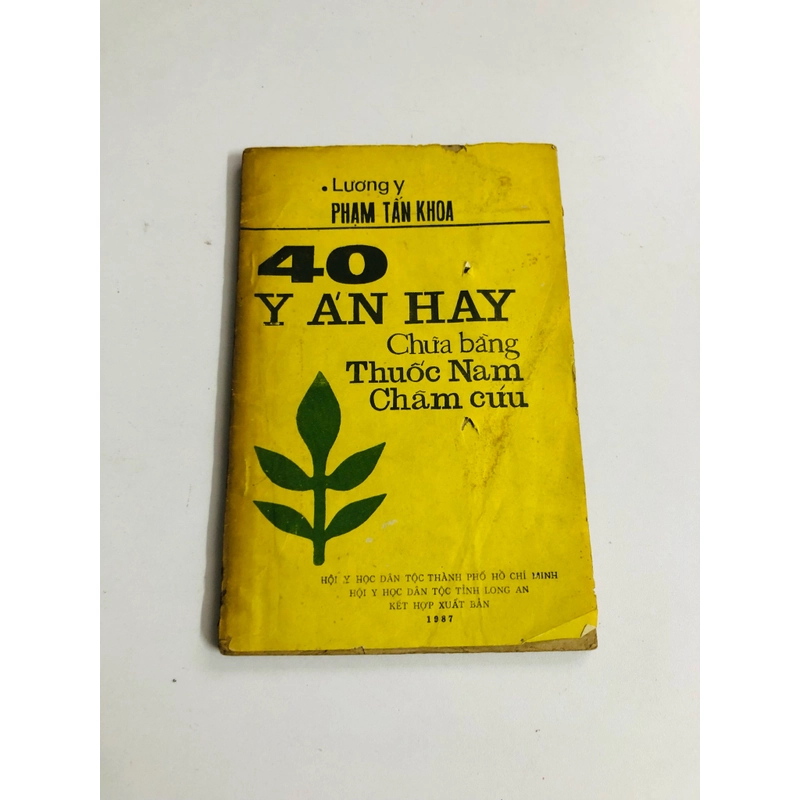 • Lương y
PHẠM TẤN KHOA
40
Y ÁN HAY
Chữa bằng
Thuốc Nam
Châm cứu
HỘI Y HỌC DÂN TỘC THÀNH PHỐ HỒ CHÍ MINH
HỘI Y HỌC DÂN TỘC TỈNH LONG AN
KẾT HỢP XUẤT BẢN
1987